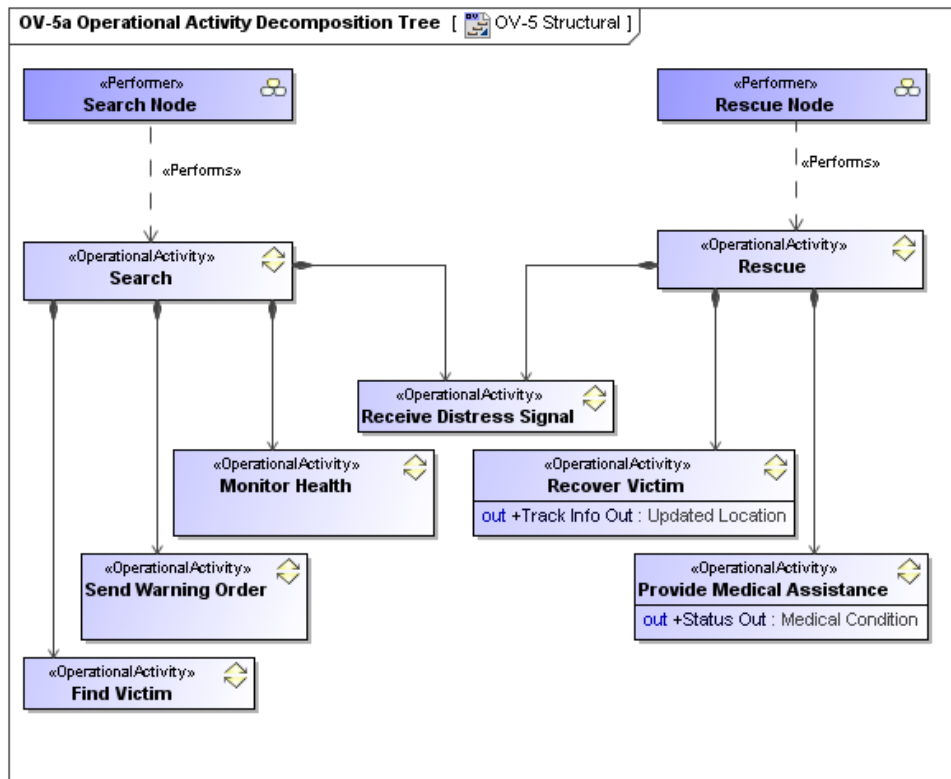 OV-5a Operational Activity Decomposition Tree [ OV-5 Structural ]
«Performer»
Search Node
«Performer»
Rescue Node
«Performs»
«Performs»
«OperationalActivity»
Search
«OperationalActivity»
Rescue
«OperationalActivity»
Receive Distress Signal
«OperationalActivity»
Monitor Health
«OperationalActivity»
Recover Victim
out +Track Info Out : Updated Location
«OperationalActivity»
Send Warning Order
«OperationalActivity»
Provide Medical Assistance
out +Status Out : Medical Condition
«OperationalActivity»
Find Victim